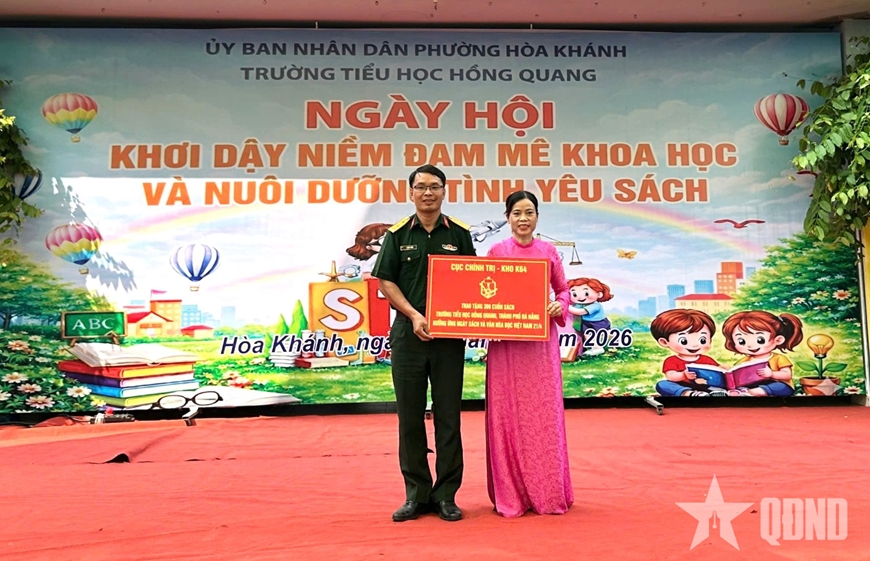 ỦY BAN NHÂN DÂN PHƯỜNG HÒA KHÁNH
TRƯỜNG TIỂU HỌC HỒNG QUANG
NGÀY HỘI
KHƠI DẬY NIỀM ĐAM MÊ KHOA HỌC
VÀ NUÔI DƯỠNG TÌNH YÊU SÁCH
CỤC CHÍNH TRỊ - KHO K64
TRAO TẶNG 300 CUỐN SÁCH
TRƯỜNG TIỂU HỌC HỒNG QUANG, THÀNH PHỐ ĐÀ NẴNG
HƯỞNG ỨNG NGÀY SÁCH VÀ VĂN HÓA ĐỌC VIỆT NAM 21/4
ABC
Hòa Khánh, 2026
QĐND